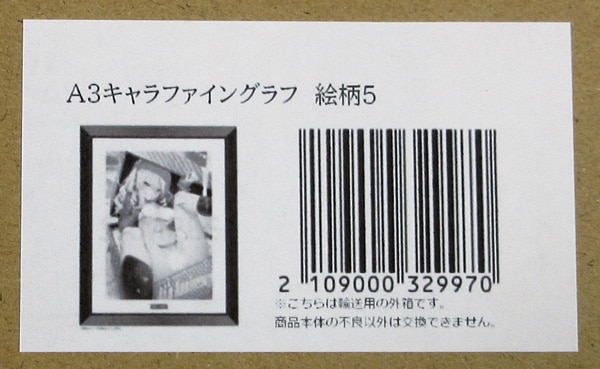 A3キャラファイングラフ 絵柄5
2 109000 329970
※こちらは輸送用の外箱です。
商品本体の不良以外は交換できません。